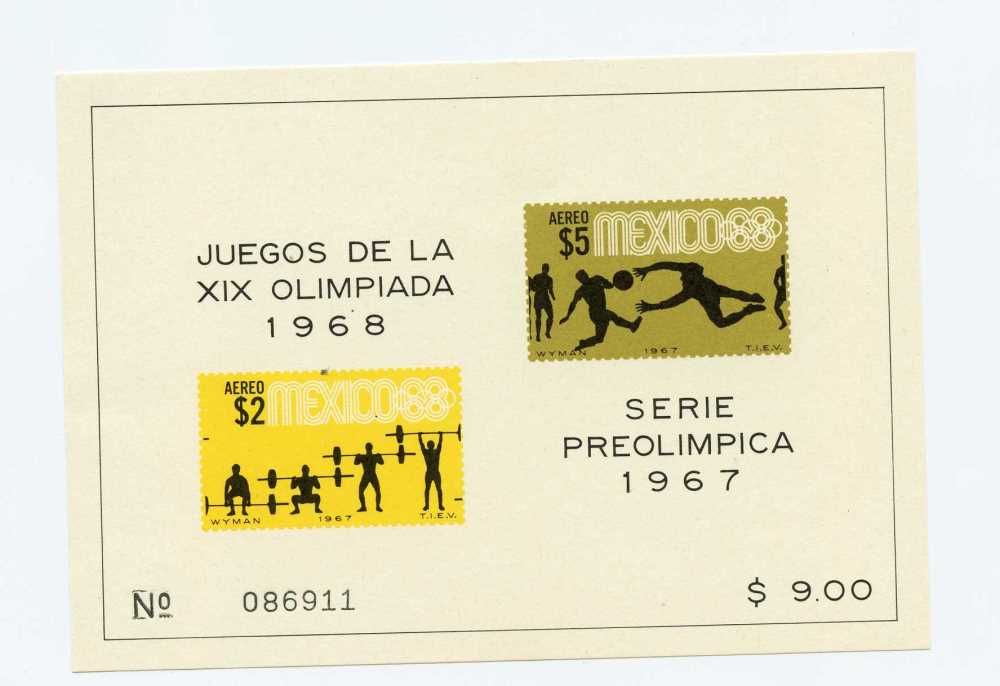 JUEGOS DE LA
XIX OLIMPIADA
1968
AEREO
$5
MEXICO68
WYMAN 1967 T.I.E.V.
AEREO
$2
MEXICO68
WYMAN 1967 T.I.E.V.
SERIE
PREOLIMPICA
1967
Nº 086911
$ 9.00